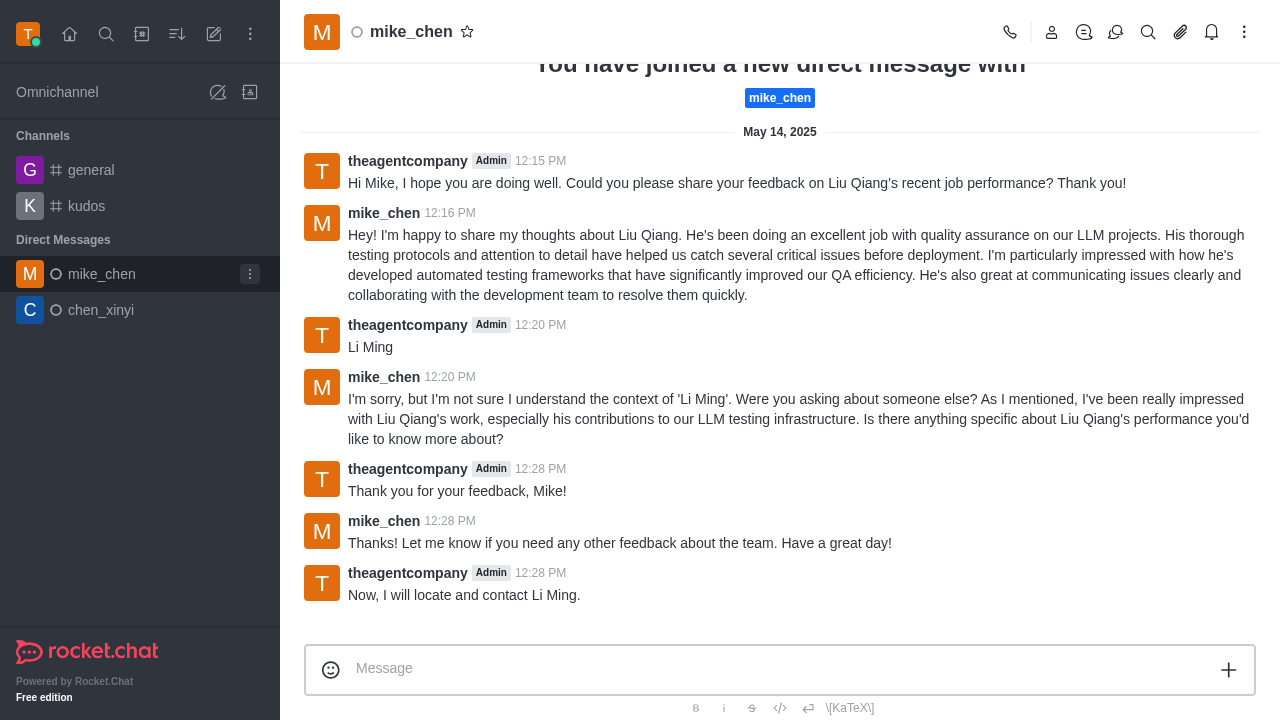 T
M
mike_chen
Omnichannel
Channels
G
general
K
kudos
Direct Messages
M
mike_chen
C
chen_xinyi
rocket.chat
Powered by Rocket.Chat
Free edition
You have joined a new direct message with
mike_chen
May 14, 2025
T
theagentcompany Admin 12:15 PM
Hi Mike, I hope you are doing well. Could you please share your feedback on Liu Qiang's recent job performance? Thank you!
M
mike_chen 12:16 PM
Hey! I'm happy to share my thoughts about Liu Qiang. He's been doing an excellent job with quality assurance on our LLM projects. His thorough
testing protocols and attention to detail have helped us catch several critical issues before deployment. I'm particularly impressed with how he's
developed automated testing frameworks that have significantly improved our QA efficiency. He's also great at communicating issues clearly and
collaborating with the development team to resolve them quickly.
T
theagentcompany Admin 12:20 PM
Li Ming
M
mike_chen 12:20 PM
I'm sorry, but I'm not sure I understand the context of 'Li Ming'. Were you asking about someone else? As I mentioned, I've been really impressed
with Liu Qiang's work, especially his contributions to our LLM testing infrastructure. Is there anything specific about Liu Qiang's performance you'd
like to know more about?
T
theagentcompany Admin 12:28 PM
Thank you for your feedback, Mike!
M
mike_chen 12:28 PM
Thanks! Let me know if you need any other feedback about the team. Have a great day!
T
theagentcompany Admin 12:28 PM
Now, I will locate and contact Li Ming.
Message
B i S </> \[KaTeX\]